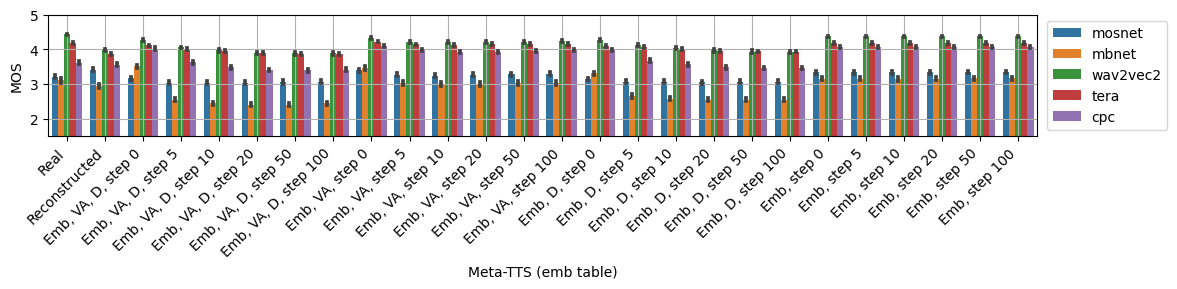 5
4
3
2
MOS
mosnet
mbnet
wav2vec2
tera
cpc
Real
Reconstructed
Emb, VA, D, step 0
Emb, VA, D, step 5
Emb, VA, D, step 10
Emb, VA, D, step 20
Emb, VA, D, step 50
Emb, VA, D, step 100
Emb, VA, step 0
Emb, VA, step 5
Emb, VA, step 10
Emb, VA, step 20
Emb, VA, step 50
Emb, VA, step 100
Emb, D, step 0
Emb, D, step 5
Emb, D, step 10
Emb, D, step 20
Emb, D, step 50
Emb, D, step 100
Emb, step 0
Emb, step 5
Emb, step 10
Emb, step 20
Emb, step 50
Emb, step 100
Meta-TTS (emb table)